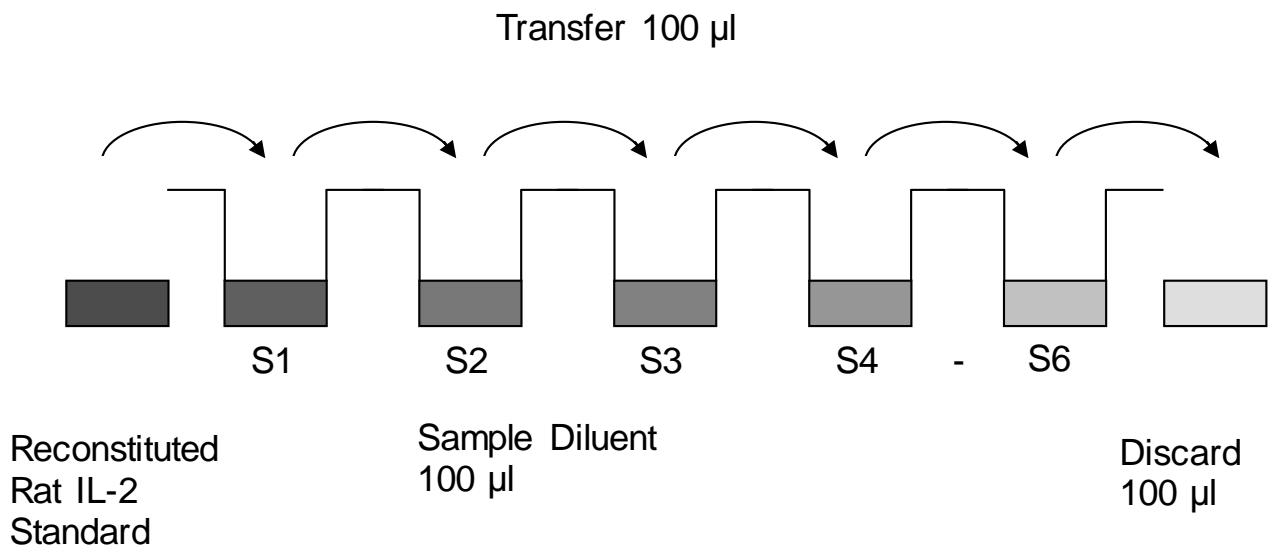 Transfer 100 µl
S1 S2 S3 S4 - S6
Reconstituted
Rat IL-2
Standard
Sample Diluent
100 µl
Discard
100 µl